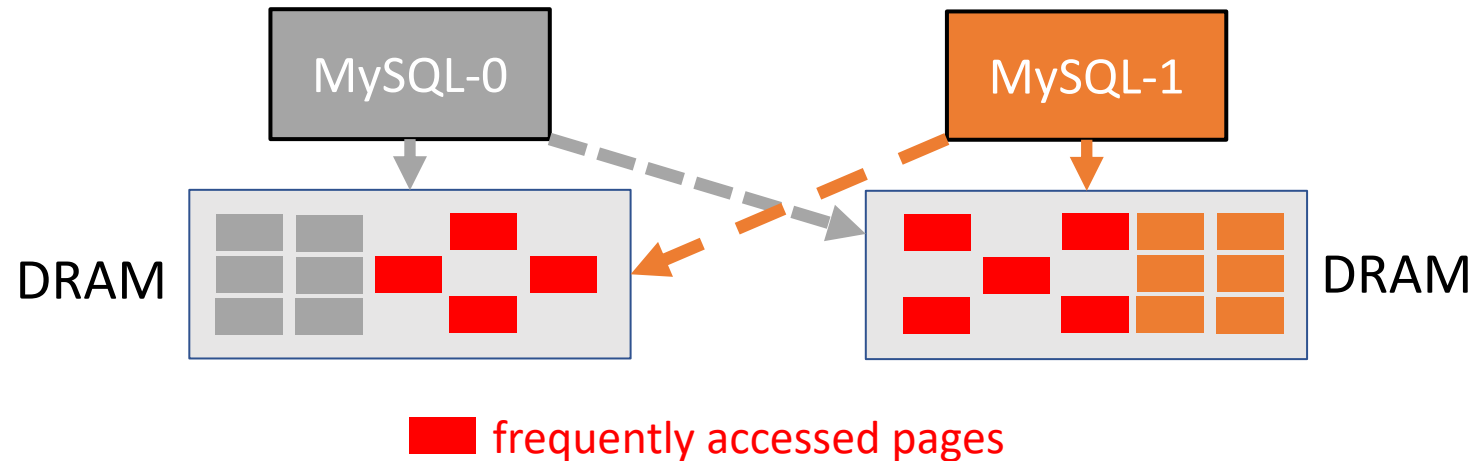 MySQL-0
MySQL-1
DRAM
DRAM
frequently accessed pages